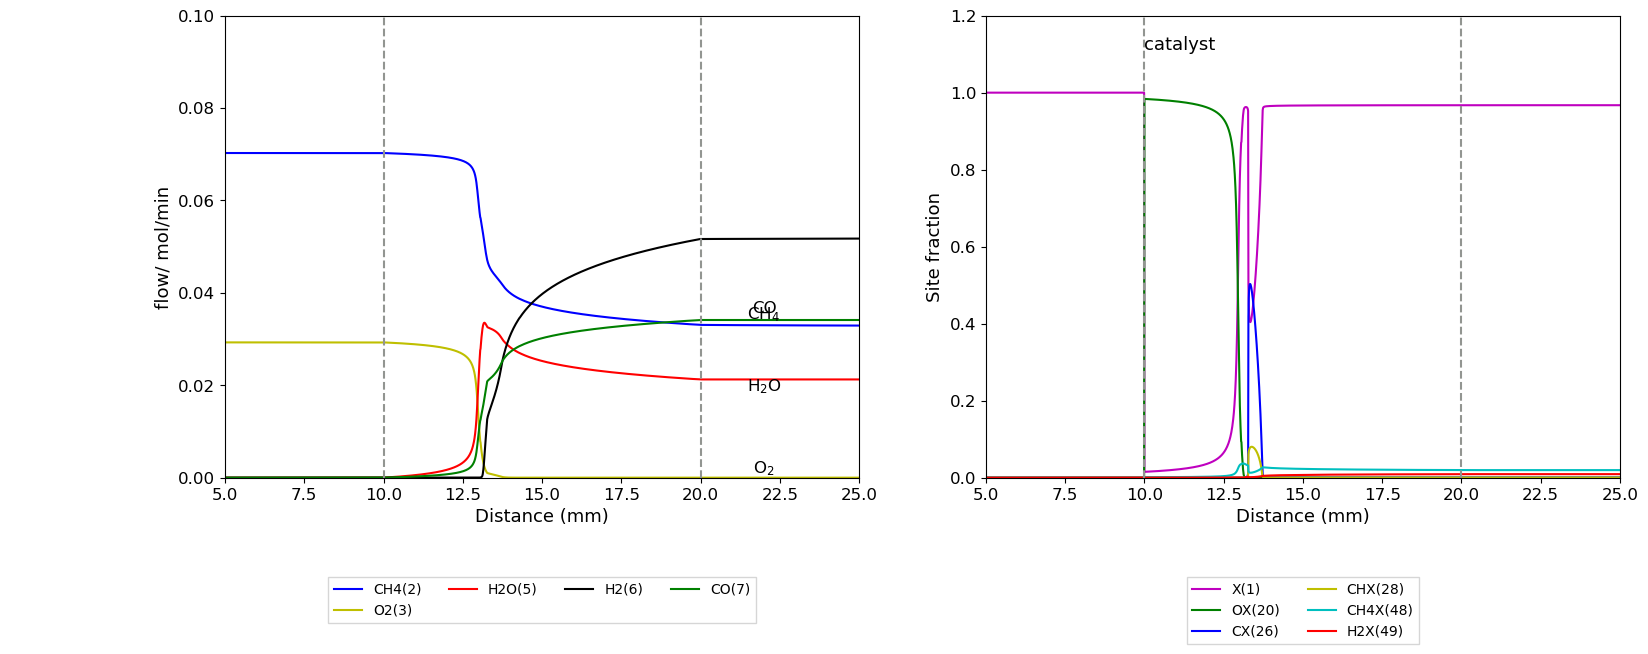 0.10
0.08
0.06
0.04
0.02
0.00
flow/ mol/min
CO
CH₄
H₂O
O₂
5.0 7.5 10.0 12.5 15.0 17.5 20.0 22.5 25.0
Distance (mm)
CH4(2) H2O(5) H2(6) CO(7)
O2(3)
1.2
1.0
0.8
0.6
0.4
0.2
0.0
Site fraction
catalyst
5.0 7.5 10.0 12.5 15.0 17.5 20.0 22.5 25.0
Distance (mm)
X(1) CHX(28)
OX(20) CH4X(48)
CX(26) H2X(49)